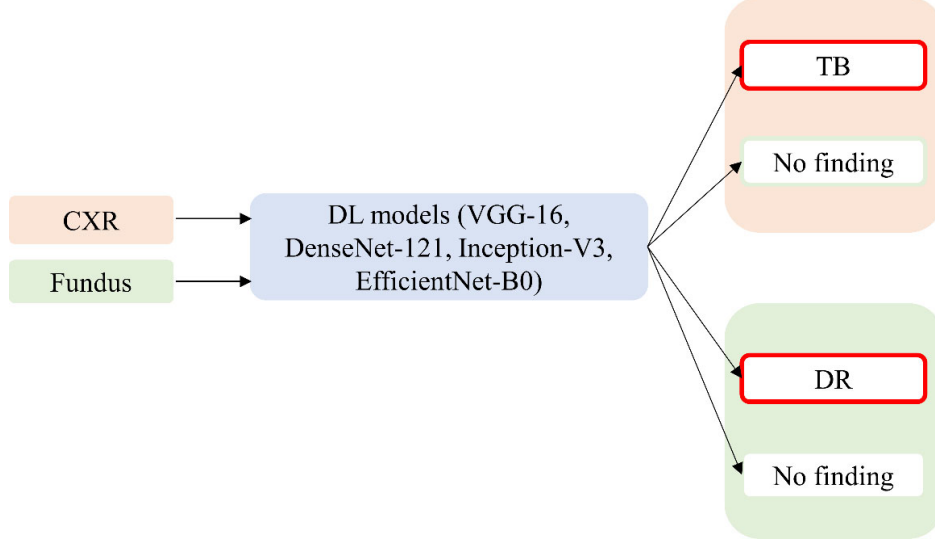 CXR
Fundus
DL models (VGG-16,
DenseNet-121, Inception-V3,
EfficientNet-B0)
TB
No finding
DR
No finding